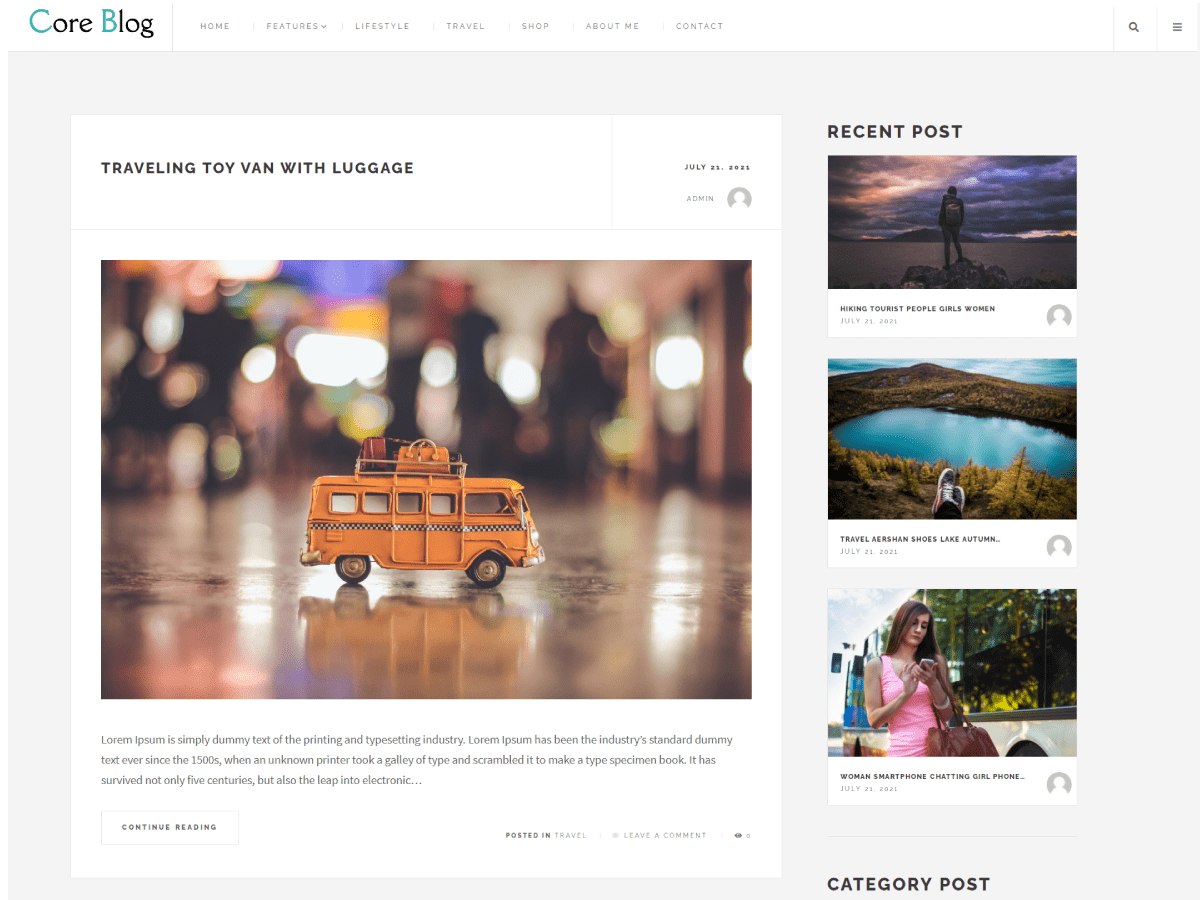 Core Blog
HOME
FEATURES
LIFESTYLE
TRAVEL
SHOP
ABOUT ME
CONTACT
TRAVELING TOY VAN WITH LUGGAGE
JULY 21, 2021
ADMIN
Lorem Ipsum is simply dummy text of the printing and typesetting industry. Lorem Ipsum has been the industry's standard dummy
text ever since the 1500s, when an unknown printer took a galley of type and scrambled it to make a type specimen book. It has
survived not only five centuries, but also the leap into electronic…
CONTINUE READING
POSTED IN TRAVEL
LEAVE A COMMENT
0
RECENT POST
HIKING TOURIST PEOPLE GIRLS WOMEN
JULY 21, 2021
TRAVEL AERSHAN SHOES LAKE AUTUMN…
JULY 21, 2021
WOMAN SMARTPHONE CHATTING GIRL PHONE…
JULY 21, 2021
CATEGORY POST